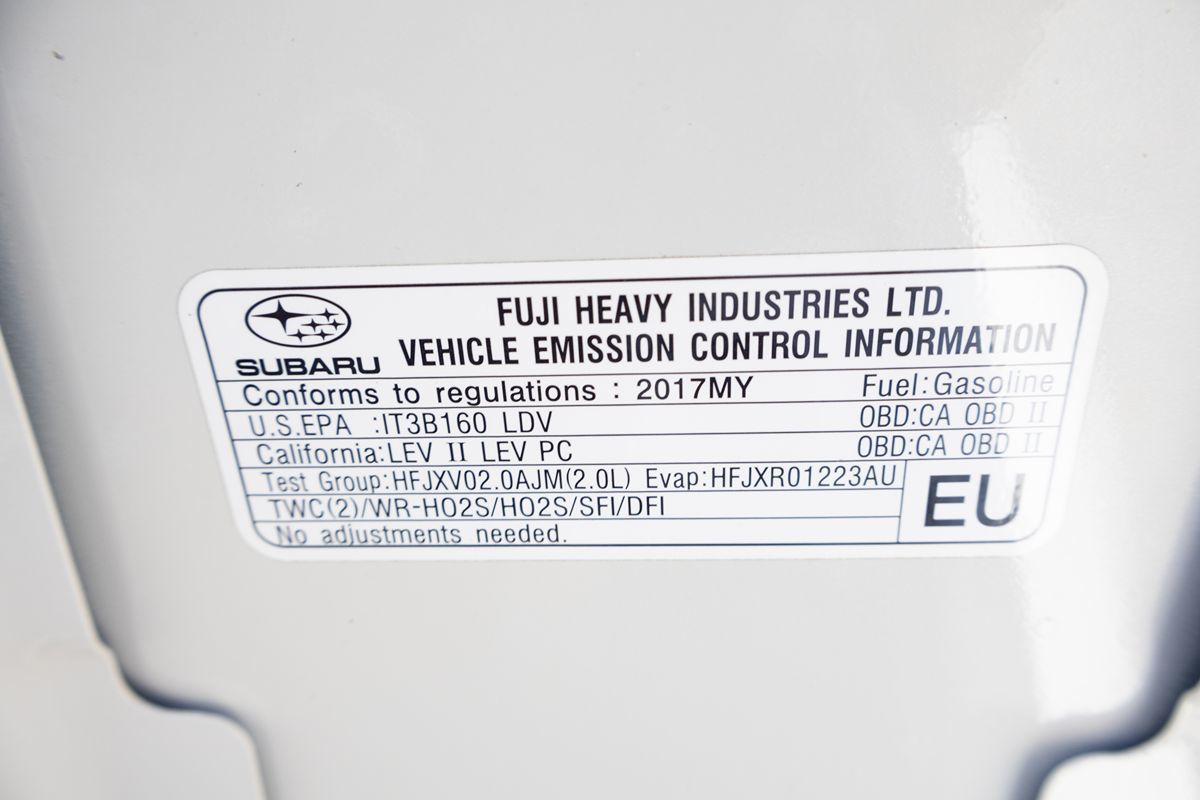 SUBARU
FUJI HEAVY INDUSTRIES LTD.
VEHICLE EMISSION CONTROL INFORMATION
Conforms to regulations : 2017MY Fuel:Gasoline
U.S.EPA :IT3B160 LDV OBD:CA OBD II
California:LEV II LEV PC OBD:CA OBD II
Test Group:HFJXV02.0AJM(2.0L) Evap:HFJXR01223AU
TWC(2)/WR-HO2S/HO2S/SFI/DFI
No adjustments needed.
EU